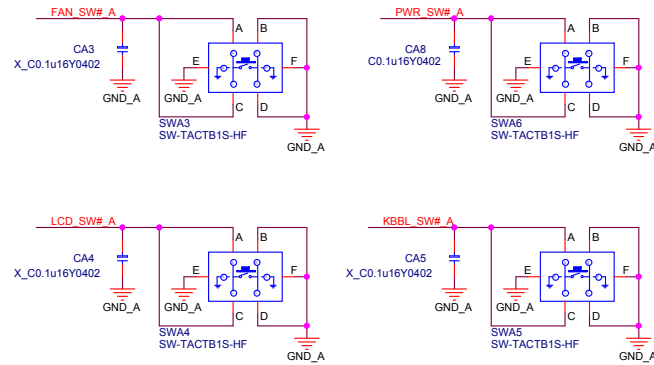 FAN_SW#_A
A
B
CA3
X_C0.1u16Y0402
E
F
GND_A
GND_A
C
D
SWA3
SW-TACTB1S-HF
GND_A
PWR_SW#_A
A
B
CA8
C0.1u16Y0402
E
F
GND_A
GND_A
C
D
SWA6
SW-TACTB1S-HF
GND_A
LCD_SW#_A
A
B
CA4
X_C0.1u16Y0402
E
F
GND_A
GND_A
C
D
SWA4
SW-TACTB1S-HF
GND_A
KBBL_SW#_A
A
B
CA5
X_C0.1u16Y0402
E
F
GND_A
GND_A
C
D
SWA5
SW-TACTB1S-HF
GND_A